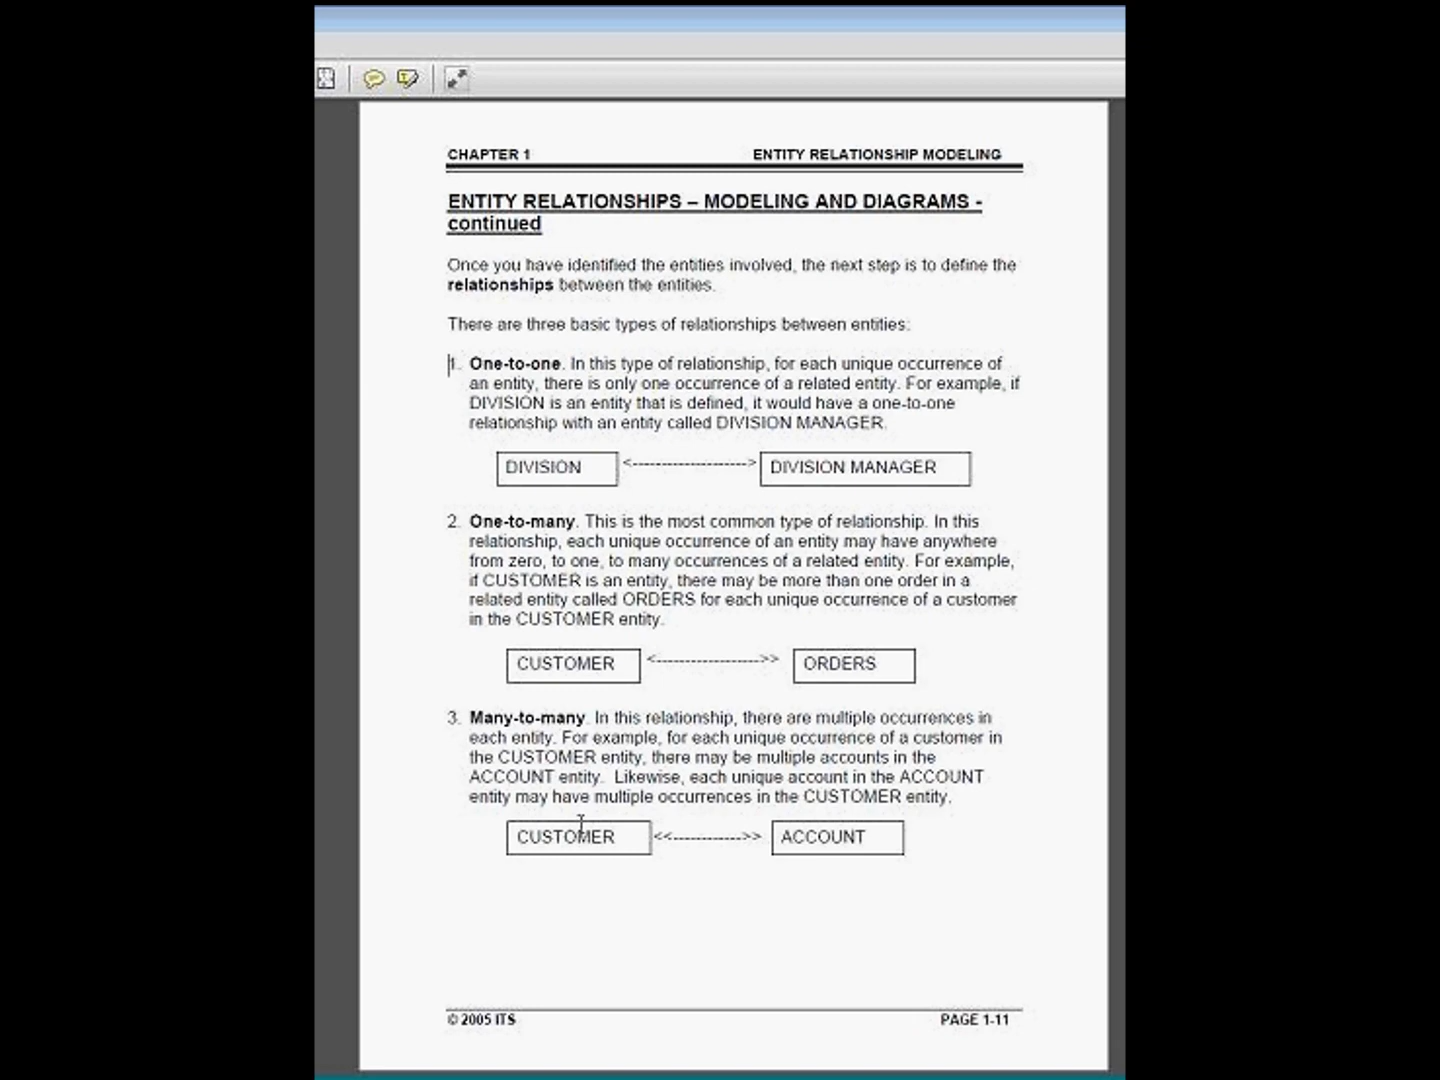 CHAPTER 1 ENTITY RELATIONSHIP MODELING
ENTITY RELATIONSHIPS – MODELING AND DIAGRAMS -
continued
Once you have identified the entities involved, the next step is to define the
relationships between the entities.
There are three basic types of relationships between entities:
1. One-to-one. In this type of relationship, for each unique occurrence of
an entity, there is only one occurrence of a related entity. For example, if
DIVISION is an entity that is defined, it would have a one-to-one
relationship with an entity called DIVISION MANAGER.
DIVISION <--------------------> DIVISION MANAGER
2. One-to-many. This is the most common type of relationship. In this
relationship, each unique occurrence of an entity may have anywhere
from zero, to one, to many occurrences of a related entity. For example,
if CUSTOMER is an entity, there may be more than one order in a
related entity called ORDERS for each unique occurrence of a customer
in the CUSTOMER entity.
CUSTOMER <-------------------->> ORDERS
3. Many-to-many. In this relationship, there are multiple occurrences in
each entity. For example, for each unique occurrence of a customer in
the CUSTOMER entity, there may be multiple accounts in the
ACCOUNT entity. Likewise, each unique account in the ACCOUNT
entity may have multiple occurrences in the CUSTOMER entity.
CUSTOMER <<-------------->> ACCOUNT
© 2005 ITS PAGE 1-11